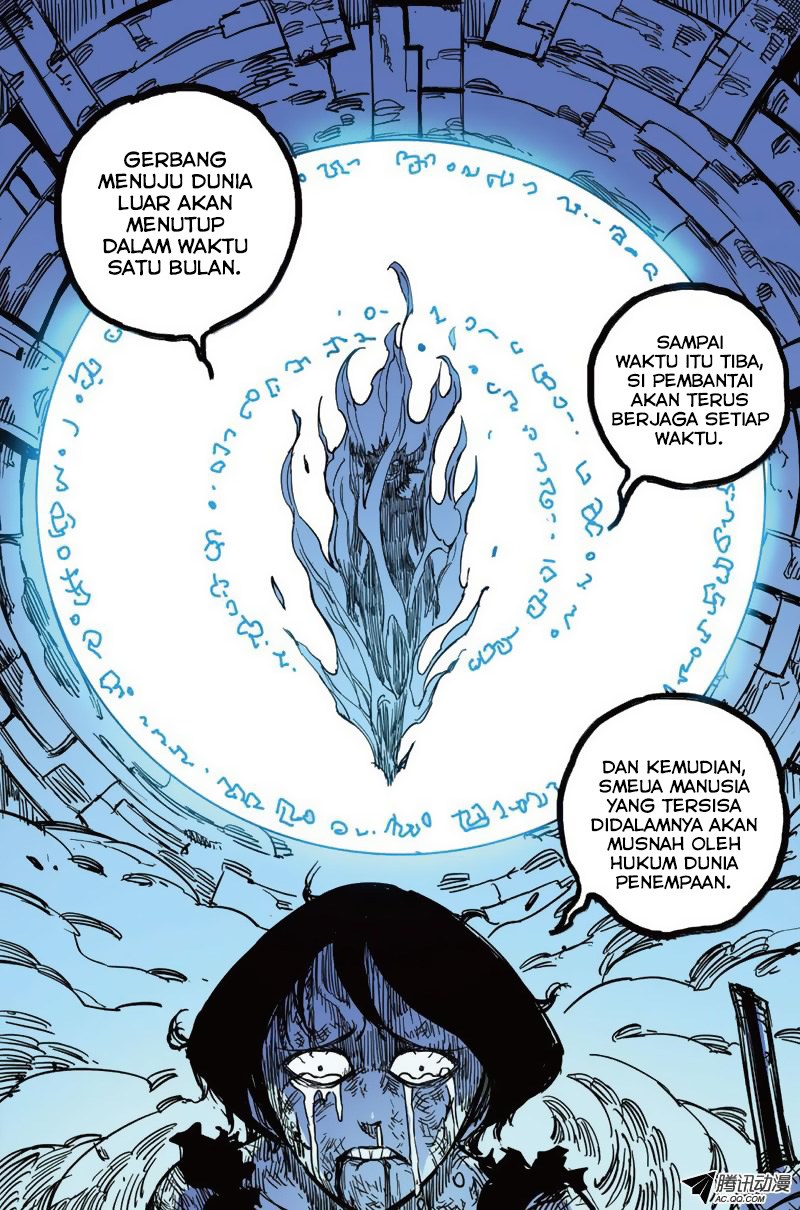 GERBANG
MENUJU DUNIA
LUAR AKAN
MENUTUP
DALAM WAKTU
SATU BULAN.
SAMPAI
WAKTU ITU TIBA,
SI PEMBANTAI
AKAN TERUS
BERJAGA SETIAP
WAKTU.
DAN KEMUDIAN,
SMEUA MANUSIA
YANG TERSISA
DIDALAMNYA AKAN
MUSNAH OLEH
HUKUM DUNIA
PENEMPAAN.
腾讯动漫
AC.QQ.COM